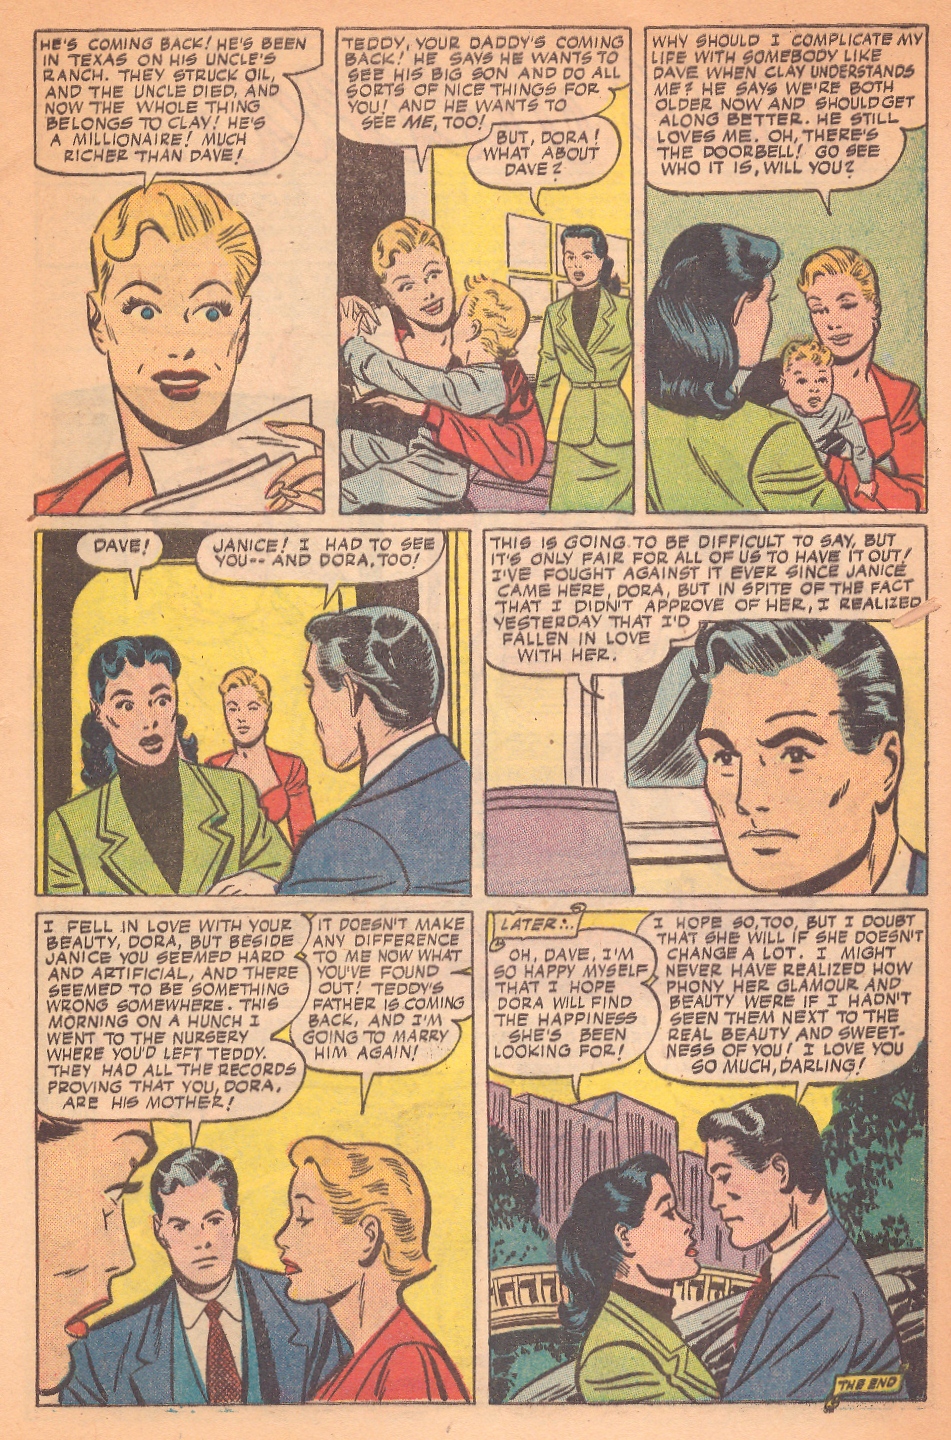 HE'S COMING BACK! HE'S BEEN
IN TEXAS ON HIS UNCLE'S
RANCH. THEY STRUCK OIL,
AND THE UNCLE DIED, AND
NOW THE WHOLE THING
BELONGS TO CLAY! HE'S
A MILLIONAIRE! MUCH
RICHER THAN DAVE!
TEDDY, YOUR DADDY'S COMING
BACK! HE SAYS HE WANTS TO
SEE HIS BIG SON AND DO ALL
SORTS OF NICE THINGS FOR
YOU! AND HE WANTS TO
SEE ME, TOO!
BUT, DORA!
WHAT ABOUT
DAVE?
WHY SHOULD I COMPLICATE MY
LIFE WITH SOMEBODY LIKE
DAVE WHEN CLAY UNDERSTANDS
ME? HE SAYS WE'RE BOTH
OLDER NOW AND SHOULD GET
ALONG BETTER. HE STILL
LOVES ME. OH, THERE'S
THE DOORBELL! GO SEE
WHO IT IS, WILL YOU?
DAVE!
JANICE! I HAD TO SEE
YOU-- AND DORA, TOO!
THIS IS GOING TO BE DIFFICULT TO SAY, BUT
IT'S ONLY FAIR FOR ALL OF US TO HAVE IT OUT!
I'VE FOUGHT AGAINST IT EVER SINCE JANICE
CAME HERE, DORA, BUT IN SPITE OF THE FACT
THAT I DIDN'T APPROVE OF HER, I REALIZED
YESTERDAY THAT I'D
FALLEN IN LOVE
WITH HER.
I FELL IN LOVE WITH YOUR
BEAUTY, DORA, BUT BESIDE
JANICE YOU SEEMED HARD
AND ARTIFICIAL, AND THERE
SEEMED TO BE SOMETHING
WRONG SOMEWHERE. THIS
MORNING ON A HUNCH I
WENT TO THE NURSERY
WHERE YOU'D LEFT TEDDY.
THEY HAD ALL THE RECORDS
PROVING THAT YOU, DORA,
ARE HIS MOTHER!
IT DOESN'T MAKE
ANY DIFFERENCE
TO ME NOW WHAT
YOU'VE FOUND
OUT! TEDDY'S
FATHER IS COMING
BACK, AND I'M
GOING TO MARRY
HIM AGAIN!
LATER...
OH, DAVE, I'M
SO HAPPY MYSELF
THAT I HOPE
DORA WILL FIND
THE HAPPINESS
SHE'S BEEN
LOOKING FOR!
I HOPE SO, TOO, BUT I DOUBT
THAT SHE WILL IF SHE DOESN'T
CHANGE A LOT. I MIGHT
NEVER HAVE REALIZED HOW
PHONY HER GLAMOUR AND
BEAUTY WERE IF I HADN'T
SEEN THEM NEXT TO THE
REAL BEAUTY AND SWEET-
NESS OF YOU! I LOVE YOU
SO MUCH, DARLING!
THE END